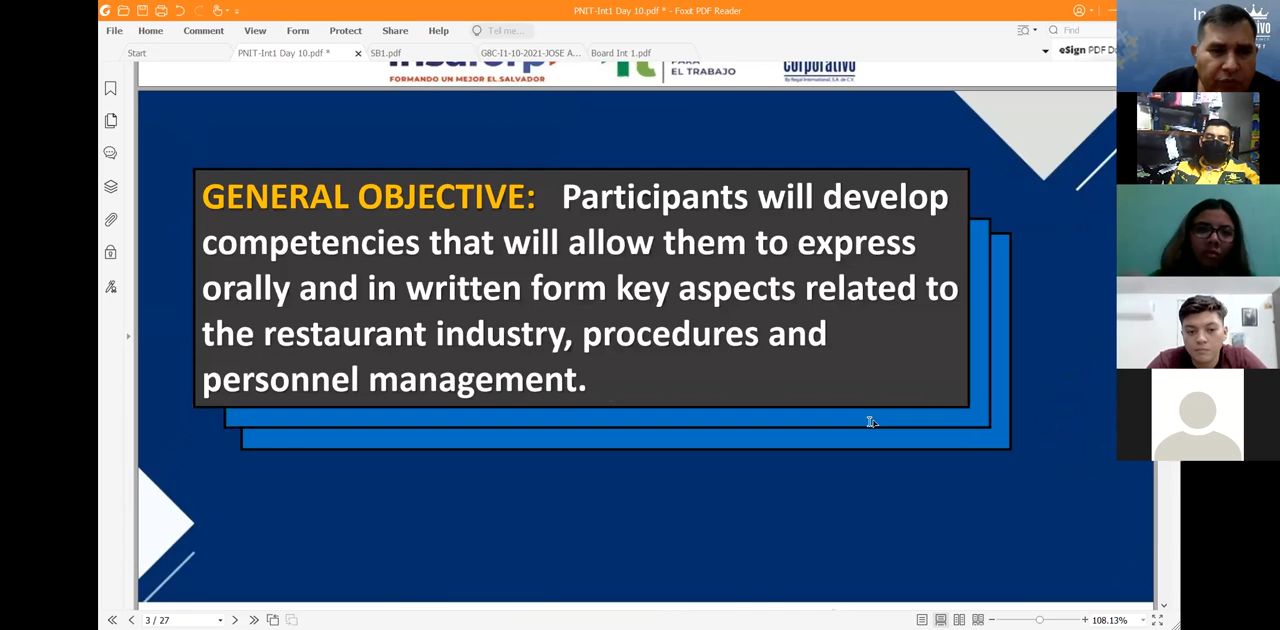 PNIT-Int1 Day 10.pdf * - Foxit PDF Reader
File Home Comment View Form Protect Share Help Tell me... Find
Start PNIT-Int1 Day 10.pdf * SB1.pdf G8C-I1-10-2021-JOSE A... Board Int 1.pdf eSign PDF Do
FORMANDO UN MEJOR EL SALVADOR
EL TRABAJO
corporativo
GENERAL OBJECTIVE: Participants will develop
competencies that will allow them to express
orally and in written form key aspects related to
the restaurant industry, procedures and
personnel management.
3 / 27
108.13%